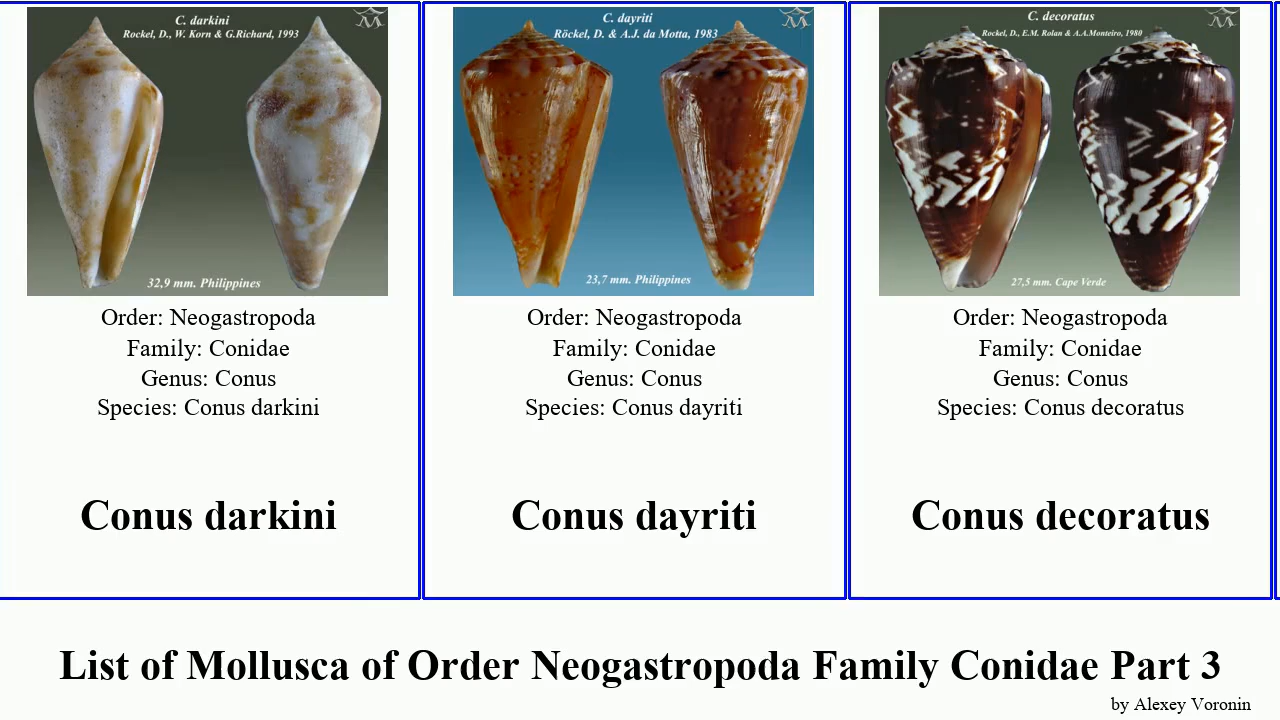 C. darkini
Rockel, D., W. Korn & G.Richard, 1993
32,9 mm. Philippines
Order: Neogastropoda
Family: Conidae
Genus: Conus
Species: Conus darkini
Conus darkini
C. dayriti
Röckel, D. & A.J. da Motta, 1983
23,7 mm. Philippines
Order: Neogastropoda
Family: Conidae
Genus: Conus
Species: Conus dayriti
Conus dayriti
C. decoratus
Rockel, D., E.M. Rolan & A.A.Monteiro, 1980
27,5 mm. Cape Verde
Order: Neogastropoda
Family: Conidae
Genus: Conus
Species: Conus decoratus
Conus decoratus
List of Mollusca of Order Neogastropoda Family Conidae Part 3
by Alexey Voronin